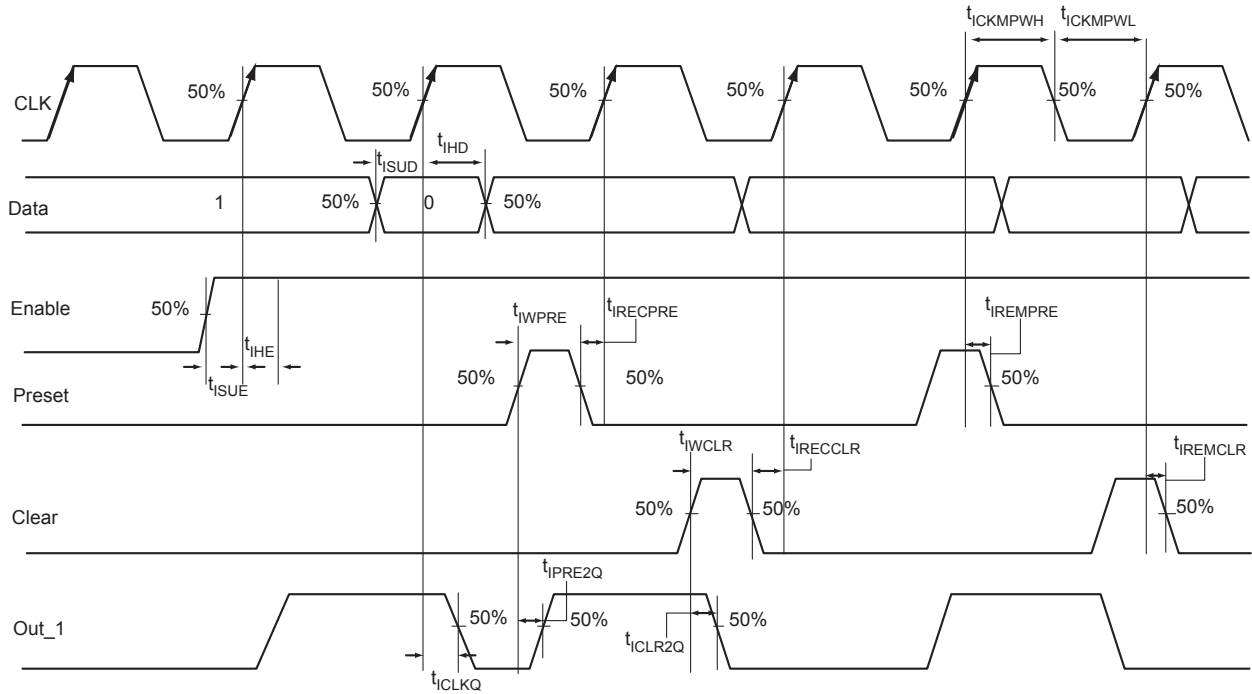 tICKMPWH tICKMPWL
CLK 50% 50% 50% 50% 50% 50% 50%
tISUD tIHD
Data 1 50% 0 50%
Enable 50%
tISUE tIHE
tIWPRE tIRECPRE tIREMPRE
Preset 50% 50% 50%
tIWCLR tIRECCLR tIREMCLR
Clear 50% 50% 50%
tIPRE2Q
Out_1 50% 50% 50%
tICLKQ tICLR2Q